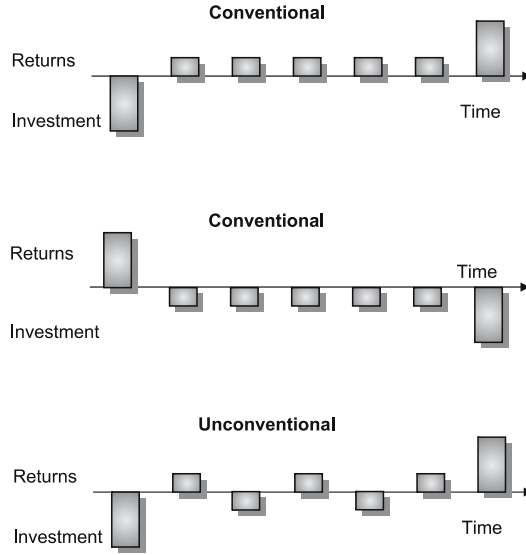 Conventional
Returns
Investment
Time
Conventional
Returns
Time
Investment
Unconventional
Returns
Investment
Time